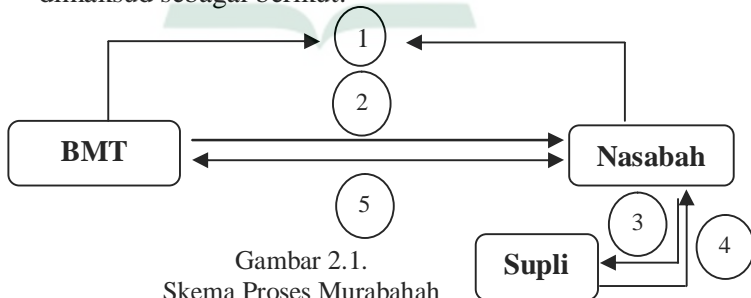 dimaksud sebagai berikut:
1
2
BMT
Nasabah
5
3
4
Gambar 2.1.
Supli
Skema Proses Murabahah